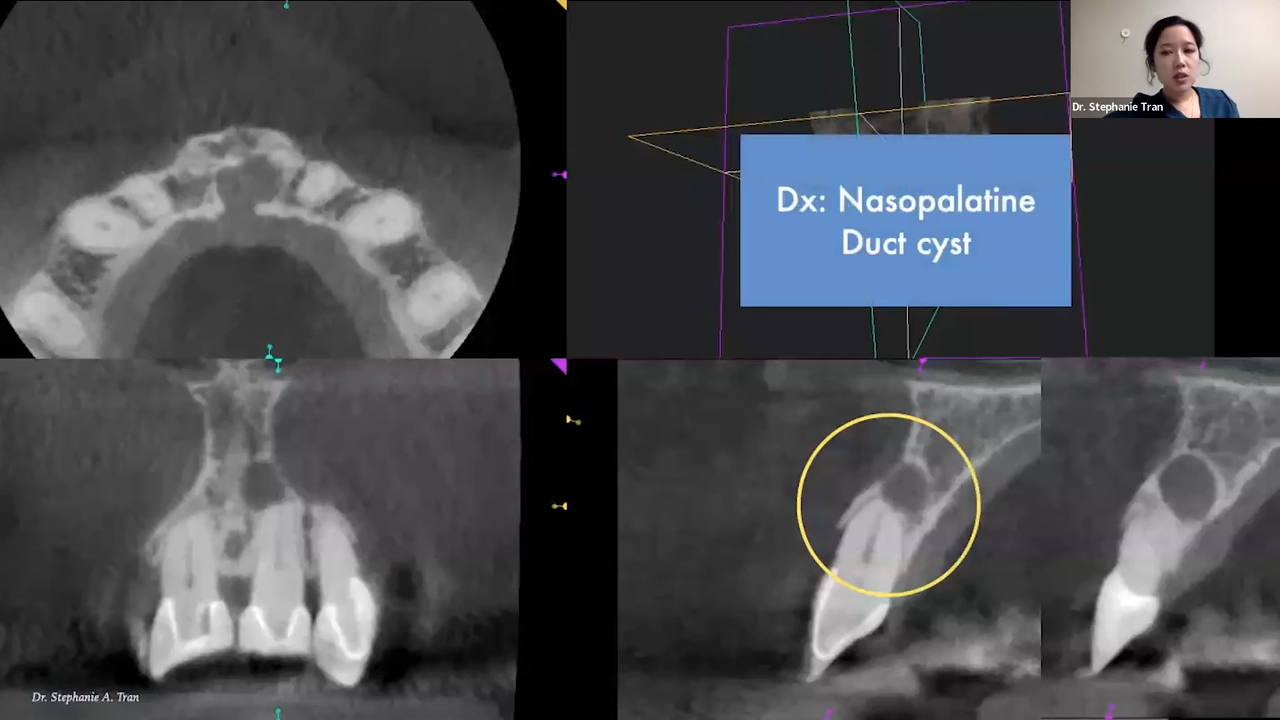 Dr. Stephanie Tran
Dx: Nasopalatine
Duct cyst
Dr. Stephanie A. Tran